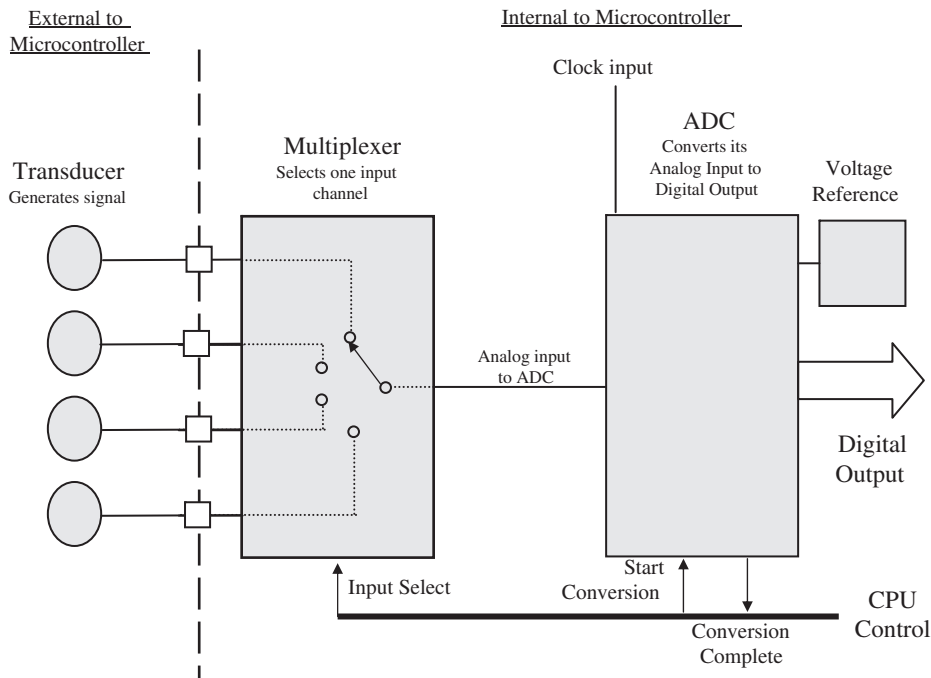 External to
Microcontroller
Internal to Microcontroller
Clock input
Transducer
Generates signal
Multiplexer
Selects one input
channel
ADC
Converts its
Analog Input to
Digital Output
Voltage
Reference
Analog input
to ADC
Digital
Output
Input Select
Start
Conversion
Conversion
Complete
CPU
Control